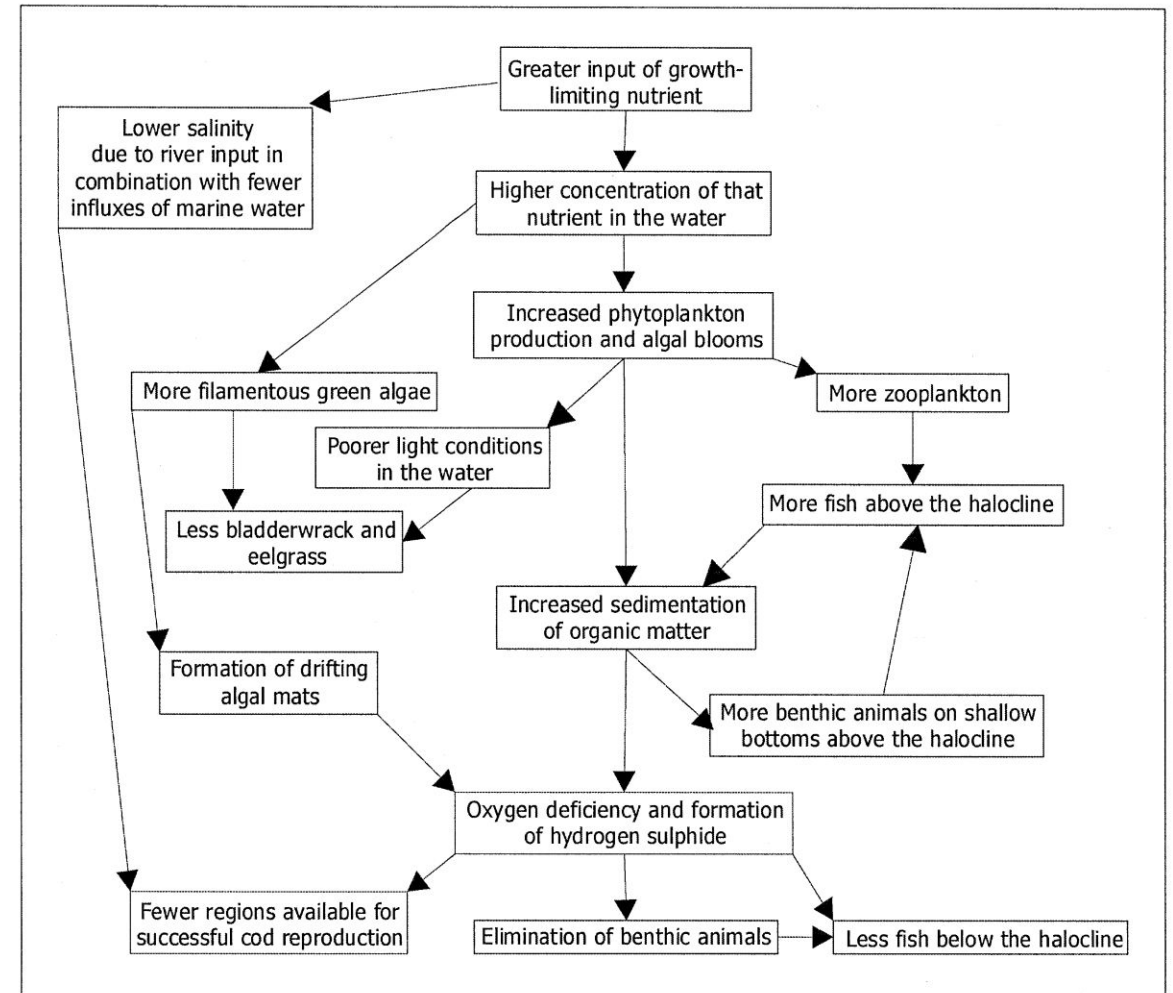 Greater input of growth-
limiting nutrient
Lower salinity
due to river input in
combination with fewer
influxes of marine water
Higher concentration of that
nutrient in the water
Increased phytoplankton
production and algal blooms
More filamentous green algae
More zooplankton
Poorer light conditions
in the water
More fish above the halocline
Less bladderwrack and
eelgrass
Increased sedimentation
of organic matter
Formation of drifting
algal mats
More benthic animals on shallow
bottoms above the halocline
Oxygen deficiency and formation
of hydrogen sulphide
Fewer regions available for
successful cod reproduction
Elimination of benthic animals
Less fish below the halocline